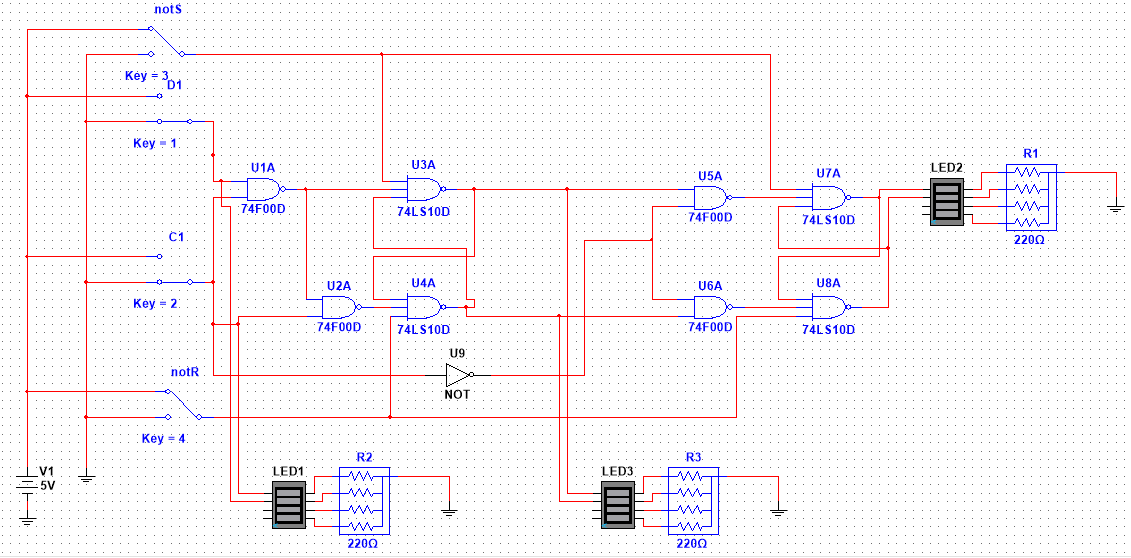 notS
Key = 3
D1
Key = 1
C1
Key = 2
notR
Key = 4
V1
5V
U1A
74F00D
U2A
74F00D
U3A
74LS10D
U4A
74LS10D
U9
NOT
U5A
74F00D
U6A
74F00D
U7A
74LS10D
U8A
74LS10D
LED2
R1
220Ω
LED1
R2
220Ω
LED3
R3
220Ω